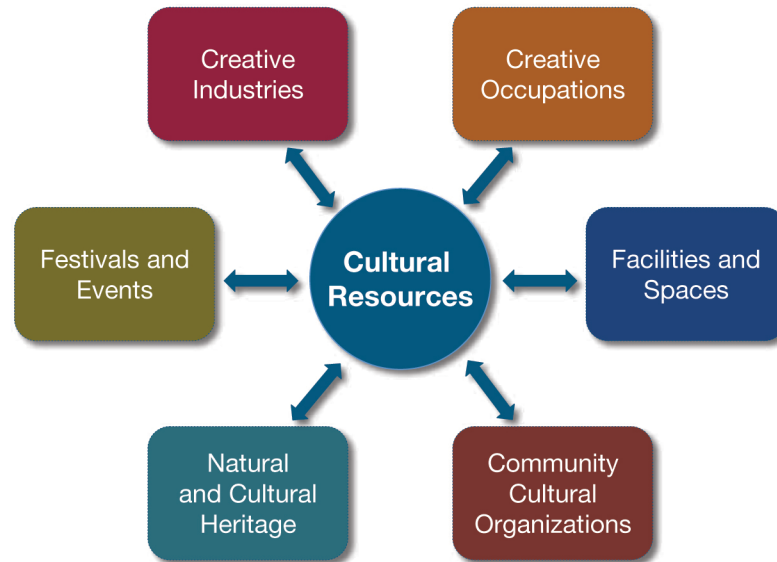 Creative
Industries
Creative
Occupations
Festivals and
Events
Cultural
Resources
Facilities and
Spaces
Natural
and Cultural
Heritage
Community
Cultural
Organizations